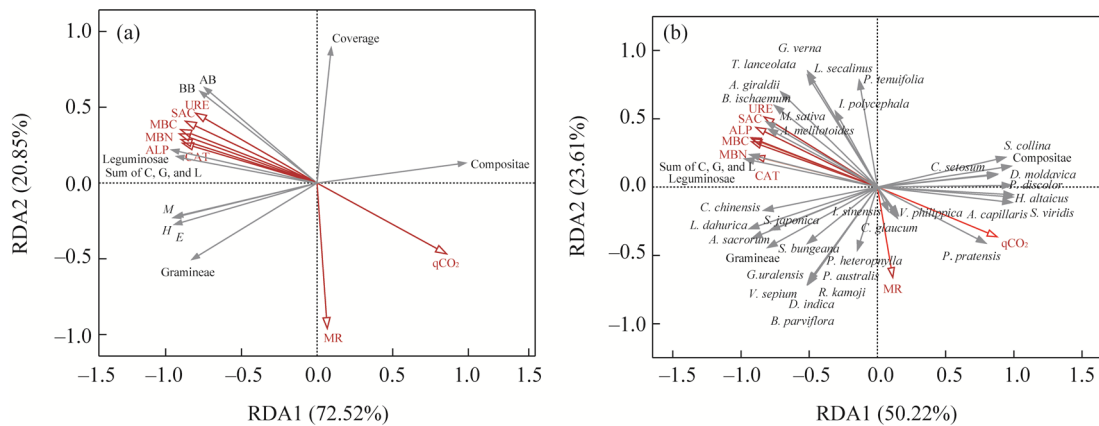 (a)
1.0
0.5
0.0
−0.5
−1.0
RDA2 (20.85%)
Coverage
AB
BB
URE
SAC
MBC
MBN
ALP
Leguminosae
CAT
Sum of C, G, and L
Compositae
M
H
E
Gramineae
qCO₂
MR
−1.5
−1.0
−0.5
0.0
0.5
1.0
1.5
RDA1 (72.52%)
(b)
1.0
0.5
0.0
−0.5
−1.0
RDA2 (23.61%)
G. verna
T. lanceolata
L. secalinus
P. tenuifolia
A. giraldii
B. ischaemum
I. polycephala
URE
SAC
M. sativa
ALP
A. melilotoides
MBC
MBN
Sum of C, G, and L
CAT
Leguminosae
S. collina
Compositae
C. setosum
D. moldavica
P. discolor
H. altaicus
A. capillaris
S. viridis
C. chinensis
I. sinensis
V. philippica
L. dahurica
S. japonica
C. glaucum
A. sacrorum
S. bungeana
Gramineae
P. heterophylla
qCO₂
P. pratensis
G.uralensis
P. australis
MR
V. sepium
R. kamoji
D. indica
B. parviflora
−1.5
−1.0
−0.5
0.0
0.5
1.0
1.5
RDA1 (50.22%)